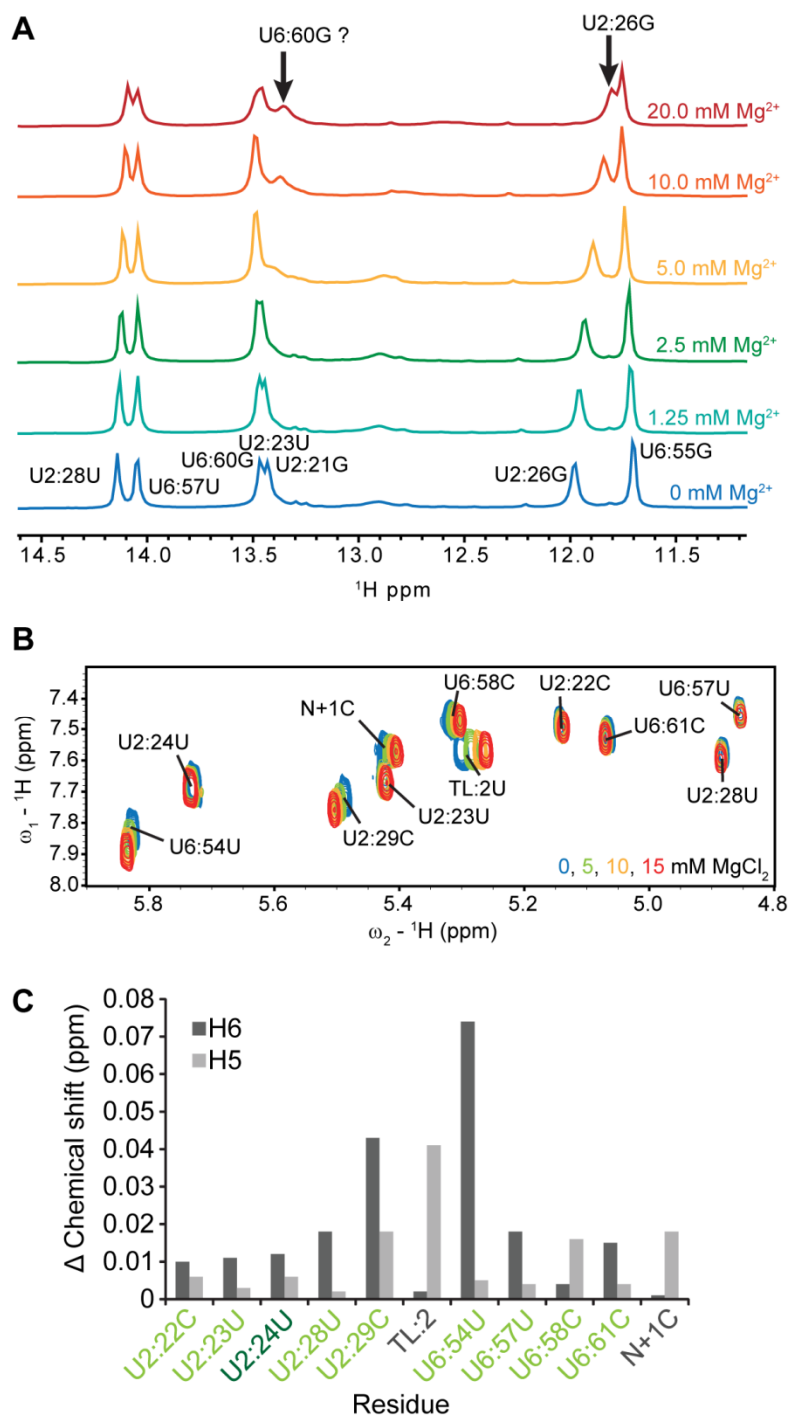 A
U6:60G ?
U2:26G
20.0 mM Mg²⁺
10.0 mM Mg²⁺
5.0 mM Mg²⁺
2.5 mM Mg²⁺
1.25 mM Mg²⁺
U2:23U
U6:60G
U2:21G
U6:55G
U2:28U
U6:57U
U2:26G
0 mM Mg²⁺
14.5 14.0 13.5 13.0 12.5 12.0 11.5
¹H ppm
B
7.4
7.5
7.6
7.7
7.8
7.9
8.0
ω₁ - ¹H (ppm)
U6:58C
U2:22C
U6:57U
N+1C
U6:61C
U2:24U
TL:2U
U2:28U
U2:23U
U2:29C
U6:54U
0, 5, 10, 15 mM MgCl₂
5.8 5.6 5.4 5.2 5.0 4.8
ω₂ - ¹H (ppm)
C
0.08
0.07
0.06
0.05
0.04
0.03
0.02
0.01
0
Δ Chemical shift (ppm)
H6
H5
U2:22C
U2:23U
U2:24U
U2:28U
U2:29C
TL:2
U6:54U
U6:57U
U6:58C
U6:61C
N+1C
Residue